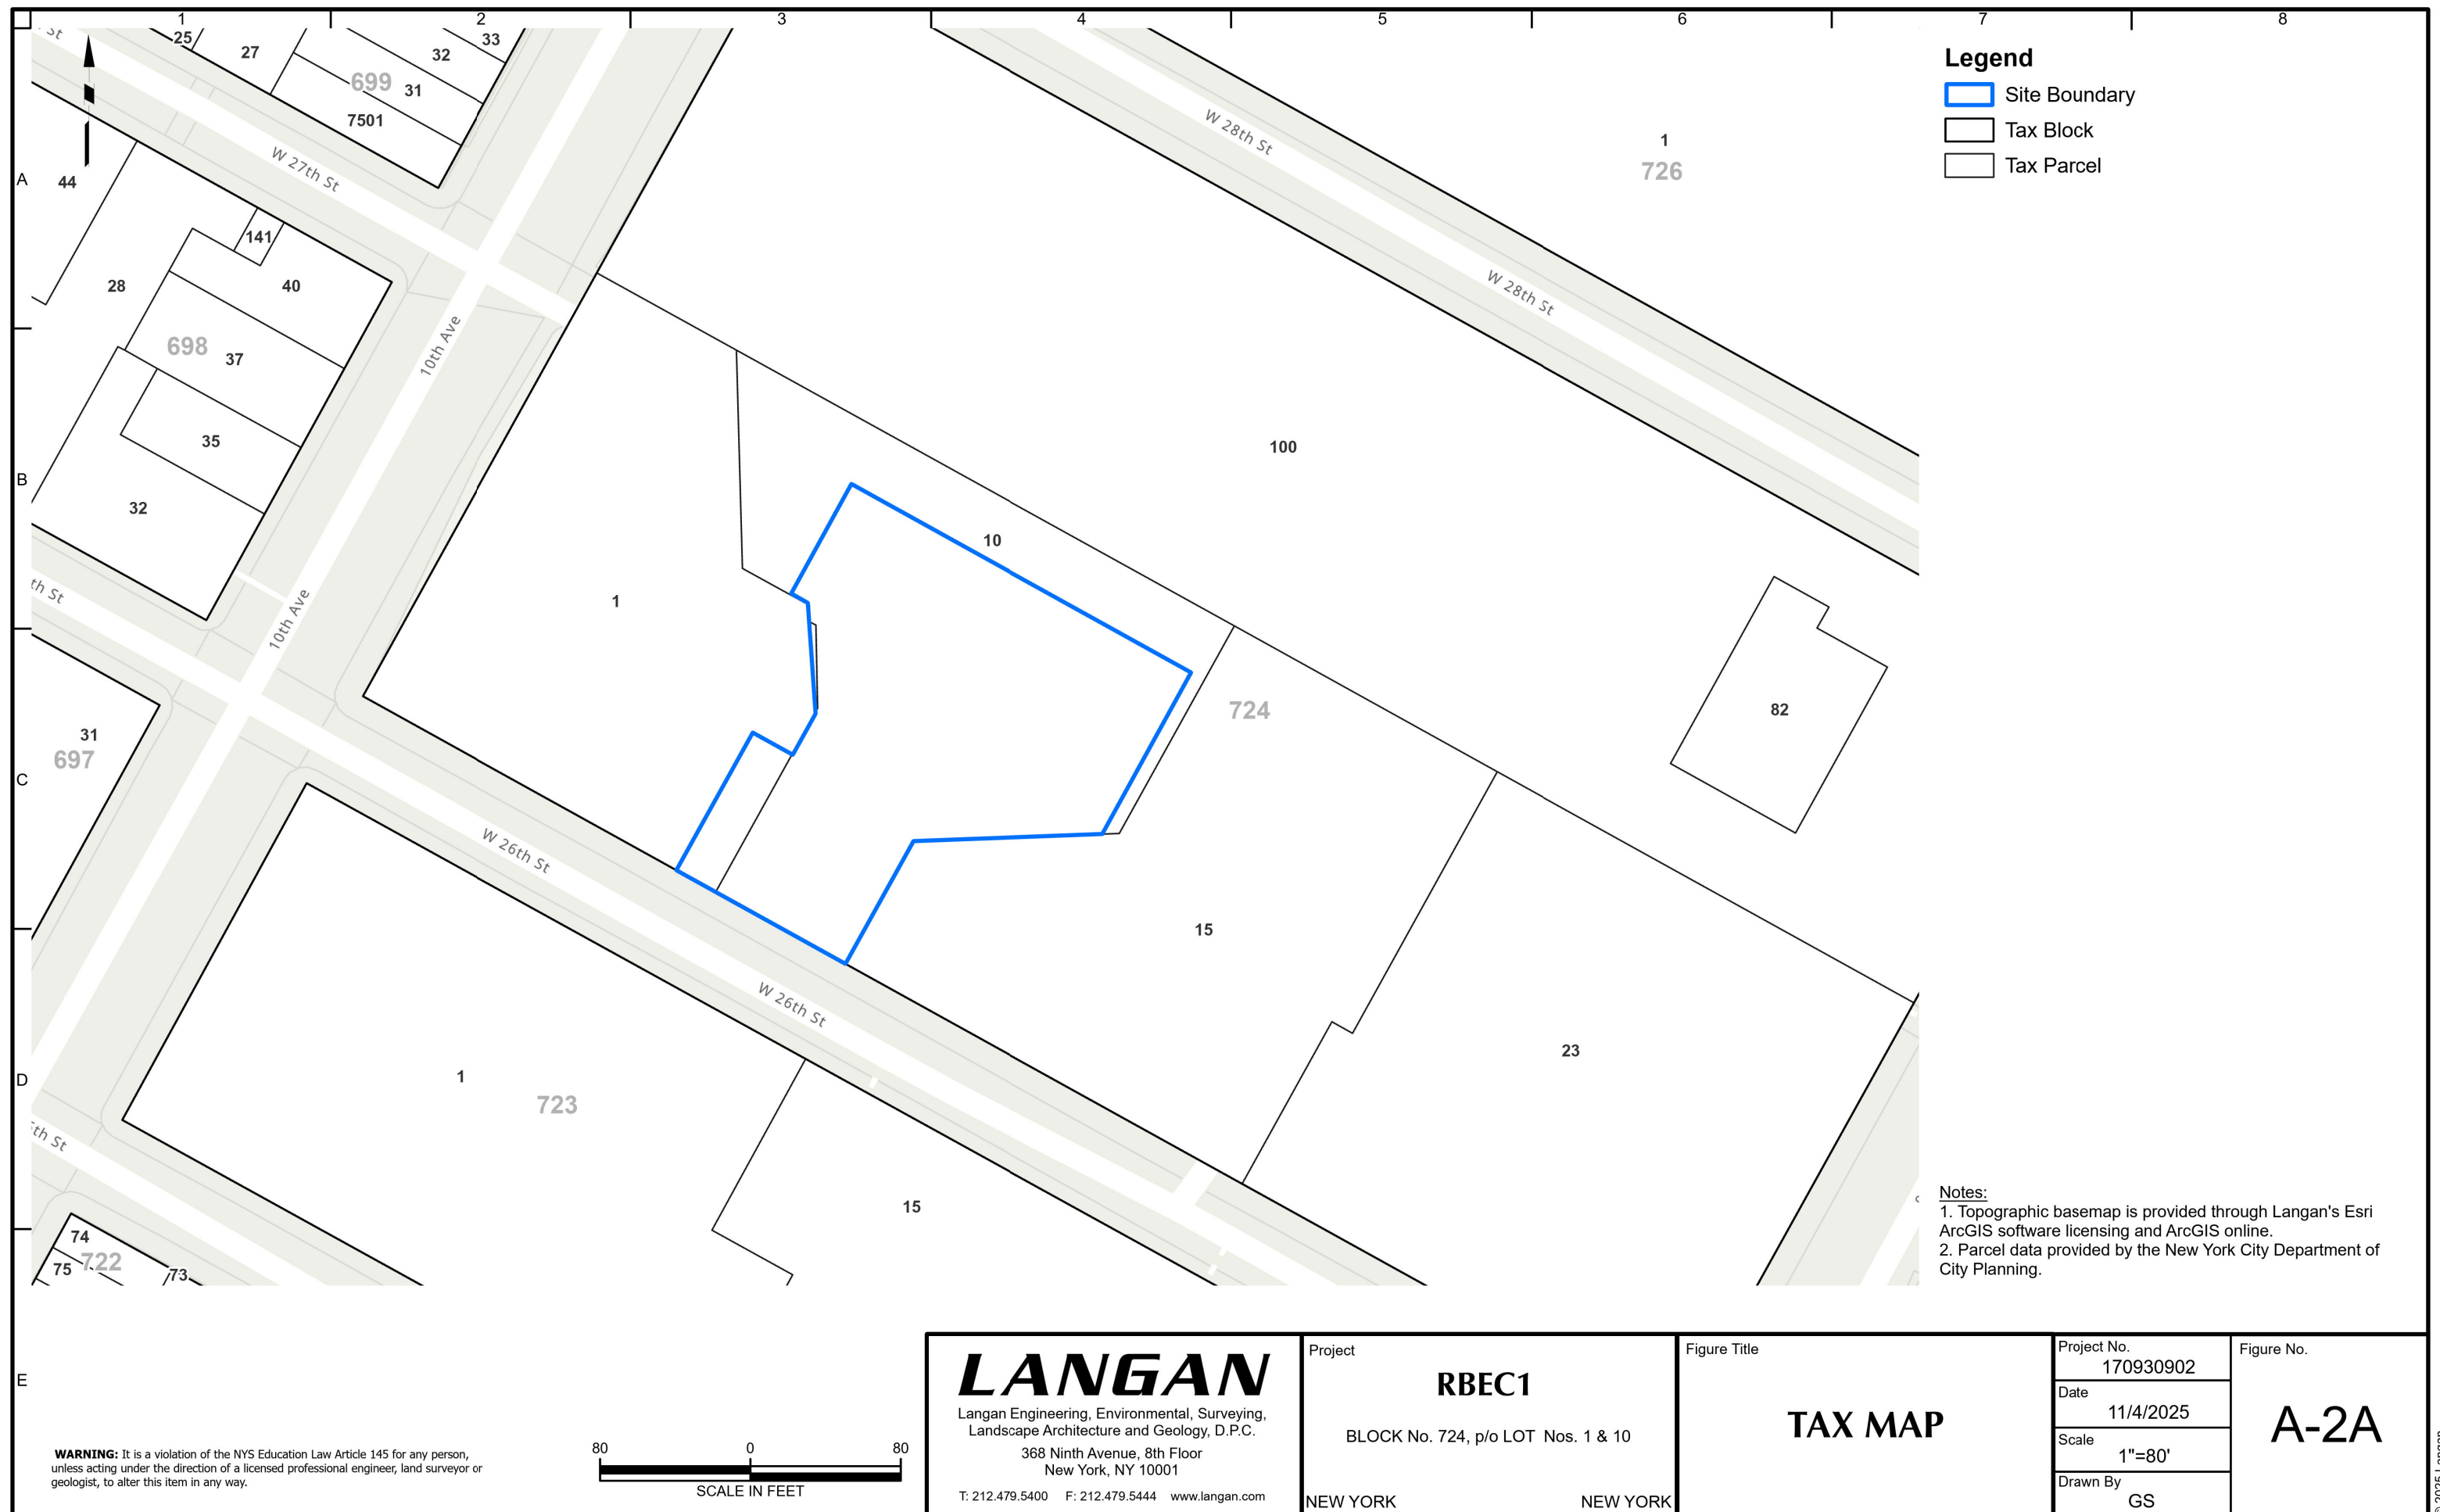 1 2 3 4 5 6 7 8
A
B
C
D
E
St
25
27
33
32
699
31
7501
W 27th St
44
141
28
40
698
37
35
32
10th Ave
10th Ave
th St
31
697
W 28th St
W 28th St
1
726
100
10
1
724
82
15
23
W 26th St
W 26th St
1
723
15
th St
74
722
75
73
Legend
Site Boundary
Tax Block
Tax Parcel
Notes:
1. Topographic basemap is provided through Langan's Esri
ArcGIS software licensing and ArcGIS online.
2. Parcel data provided by the New York City Department of
City Planning.
WARNING: It is a violation of the NYS Education Law Article 145 for any person,
unless acting under the direction of a licensed professional engineer, land surveyor or
geologist, to alter this item in any way.
80 0 80
SCALE IN FEET
LANGAN
Langan Engineering, Environmental, Surveying,
Landscape Architecture and Geology, D.P.C.
368 Ninth Avenue, 8th Floor
New York, NY 10001
T: 212.479.5400 F: 212.479.5444 www.langan.com
Project
RBEC1
BLOCK No. 724, p/o LOT Nos. 1 & 10
NEW YORK NEW YORK
Figure Title
TAX MAP
Project No.
170930902
Date
11/4/2025
Scale
1"=80'
Drawn By
GS
Figure No.
A-2A
© 2025 Langan